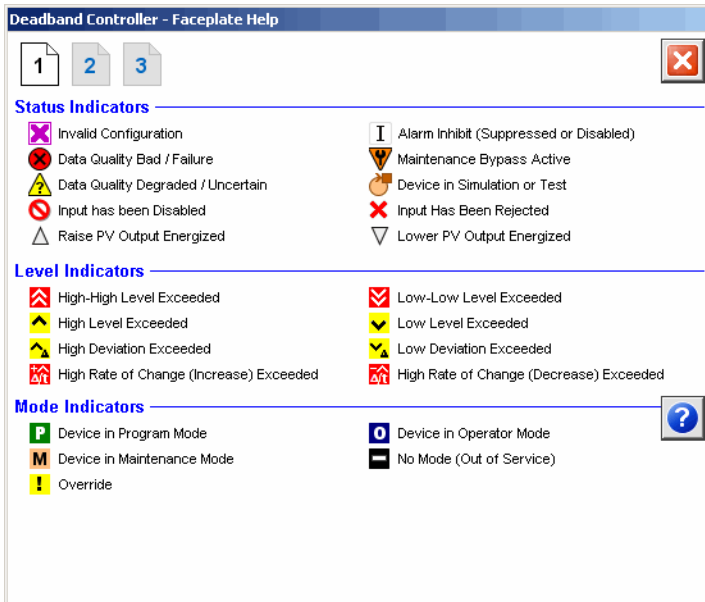 Deadband Controller - Faceplate Help
1 2 3
Status Indicators
Invalid Configuration
I Alarm Inhibit (Suppressed or Disabled)
Data Quality Bad / Failure
Maintenance Bypass Active
? Data Quality Degraded / Uncertain
Device in Simulation or Test
Input has been Disabled
Input Has Been Rejected
Raise PV Output Energized
Lower PV Output Energized
Level Indicators
High-High Level Exceeded
Low-Low Level Exceeded
High Level Exceeded
Low Level Exceeded
High Deviation Exceeded
Low Deviation Exceeded
Δ/t High Rate of Change (Increase) Exceeded
Δ/t High Rate of Change (Decrease) Exceeded
Mode Indicators
?
P Device in Program Mode
O Device in Operator Mode
M Device in Maintenance Mode
No Mode (Out of Service)
! Override